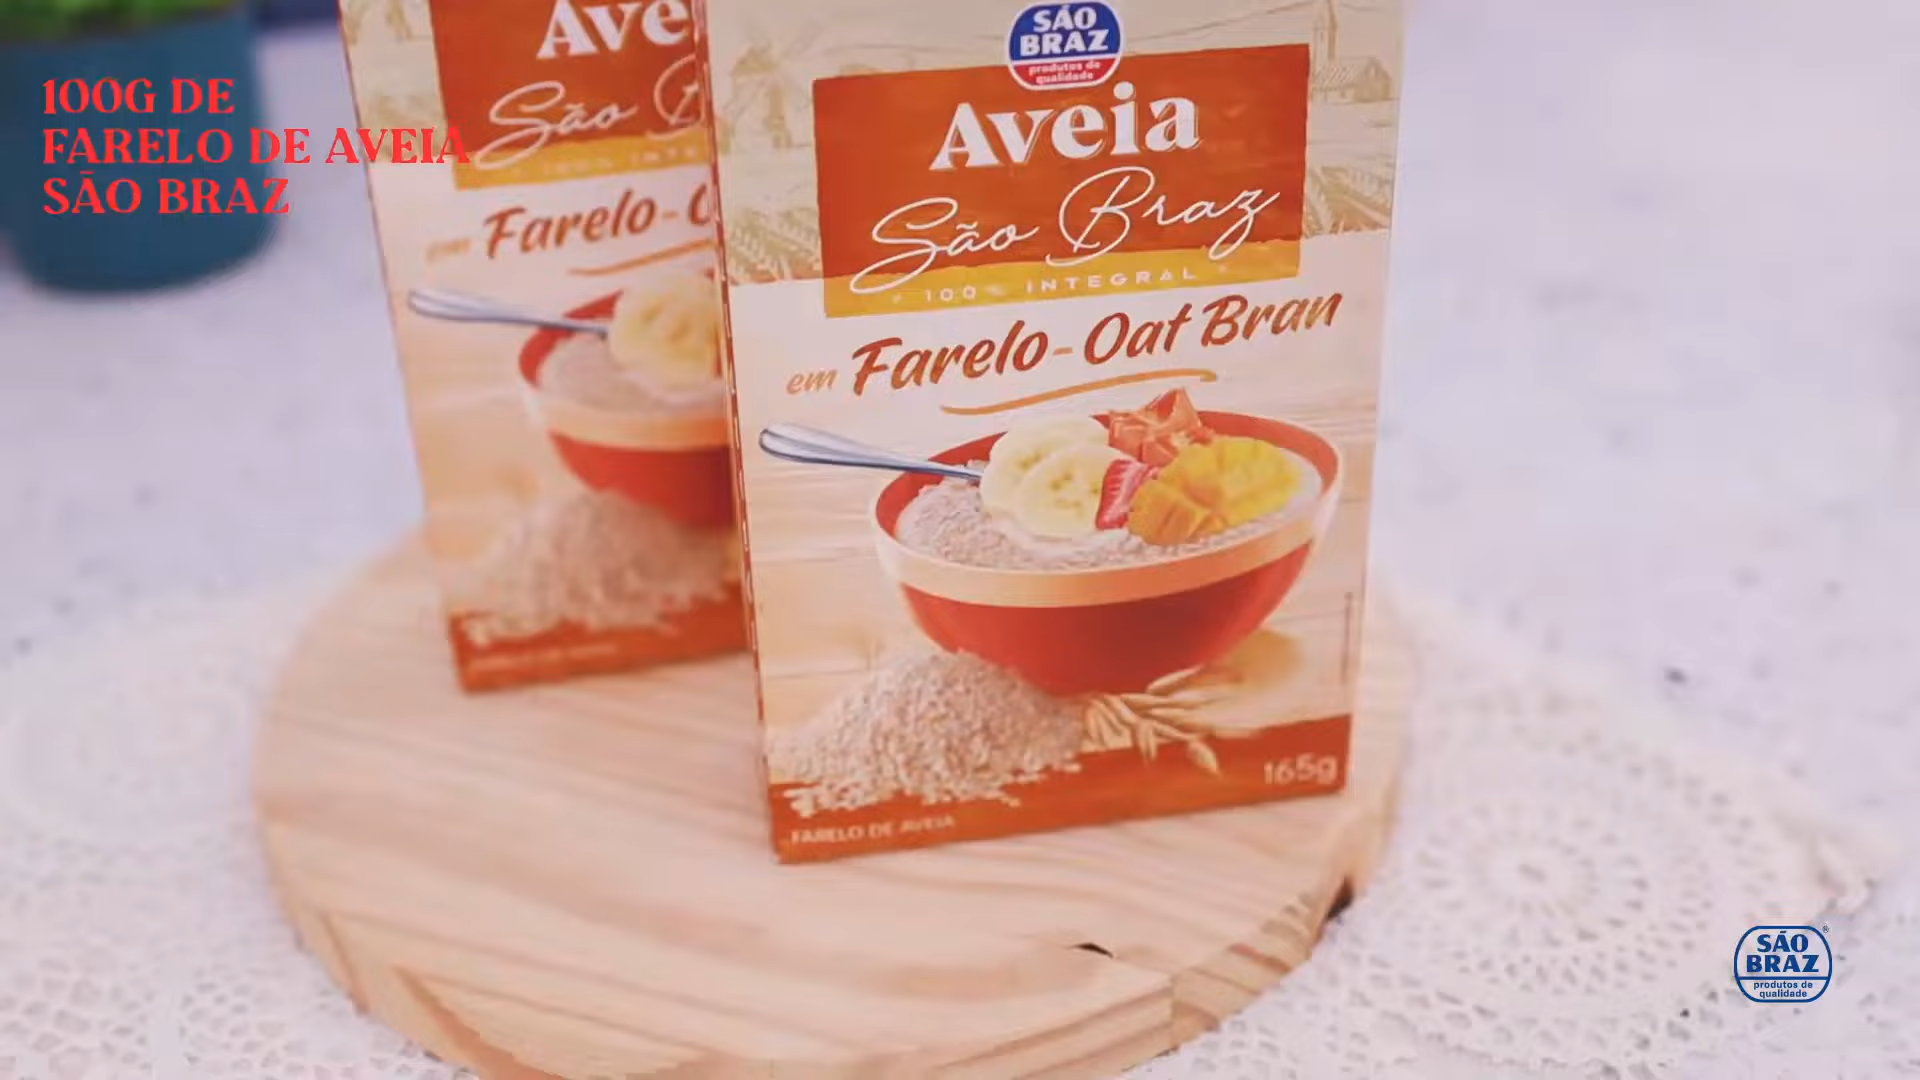 100G DE
FARELO DE AVEIA
SÃO BRAZ
Ave
São B
100% INTE
em Farelo-O
SÃO
BRAZ
produtos de
qualidade
Aveia
São Braz
100% INTEGRAL
em Farelo-Oat Bran
165g
FARELO DE AVEIA
SÃO
BRAZ
produtos de
qualidade
®